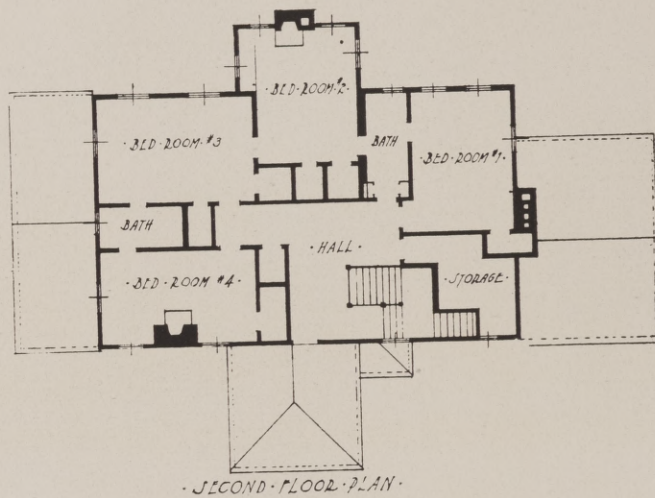 · BED · ROOM #2 ·
· BED · ROOM · #3
BATH
· BED · ROOM #1 ·
BATH
· HALL ·
· BED · ROOM #4 ·
· STORAGE ·
· SECOND · FLOOR · PLAN ·